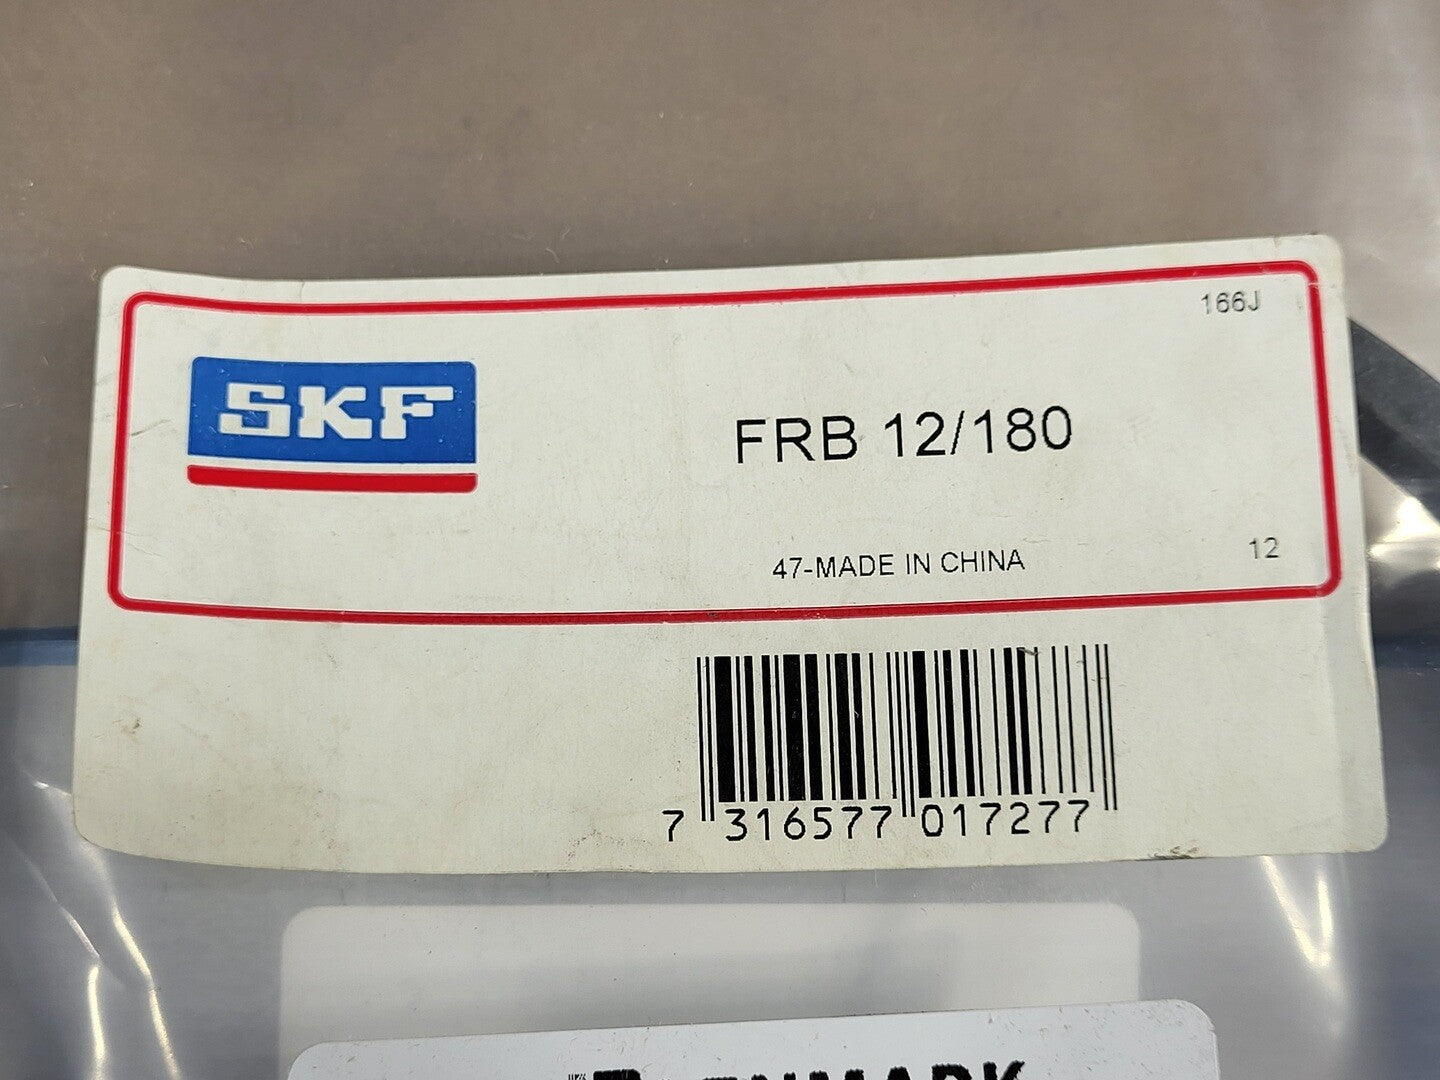 166J
SKF
FRB 12/180
47-MADE IN CHINA
12
7 316577 017277